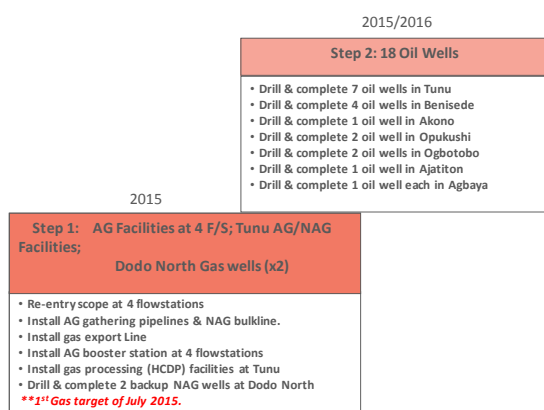 2015/2016
Step 2: 18 Oil Wells
• Drill & complete 7 oil wells in Tunu
• Drill & complete 4 oil wells in Benisede
• Drill & complete 1 oil well in Akono
• Drill & complete 2 oil well in Opukushi
• Drill & complete 2 oil wells in Ogbotobo
• Drill & complete 1 oil well in Ajatiton
• Drill & complete 1 oil well each in Agbaya
2015
Step 1: AG Facilities at 4 F/S; Tunu AG/NAG
Facilities;
Dodo North Gas wells (x2)
• Re-entry scope at 4 flowstations
• Install AG gathering pipelines & NAG bulkline.
• Install gas export Line
• Install AG booster station at 4 flowstations
• Install gas processing (HCDP) facilities at Tunu
• Drill & complete 2 backup NAG wells at Dodo North
**1st Gas target of July 2015.